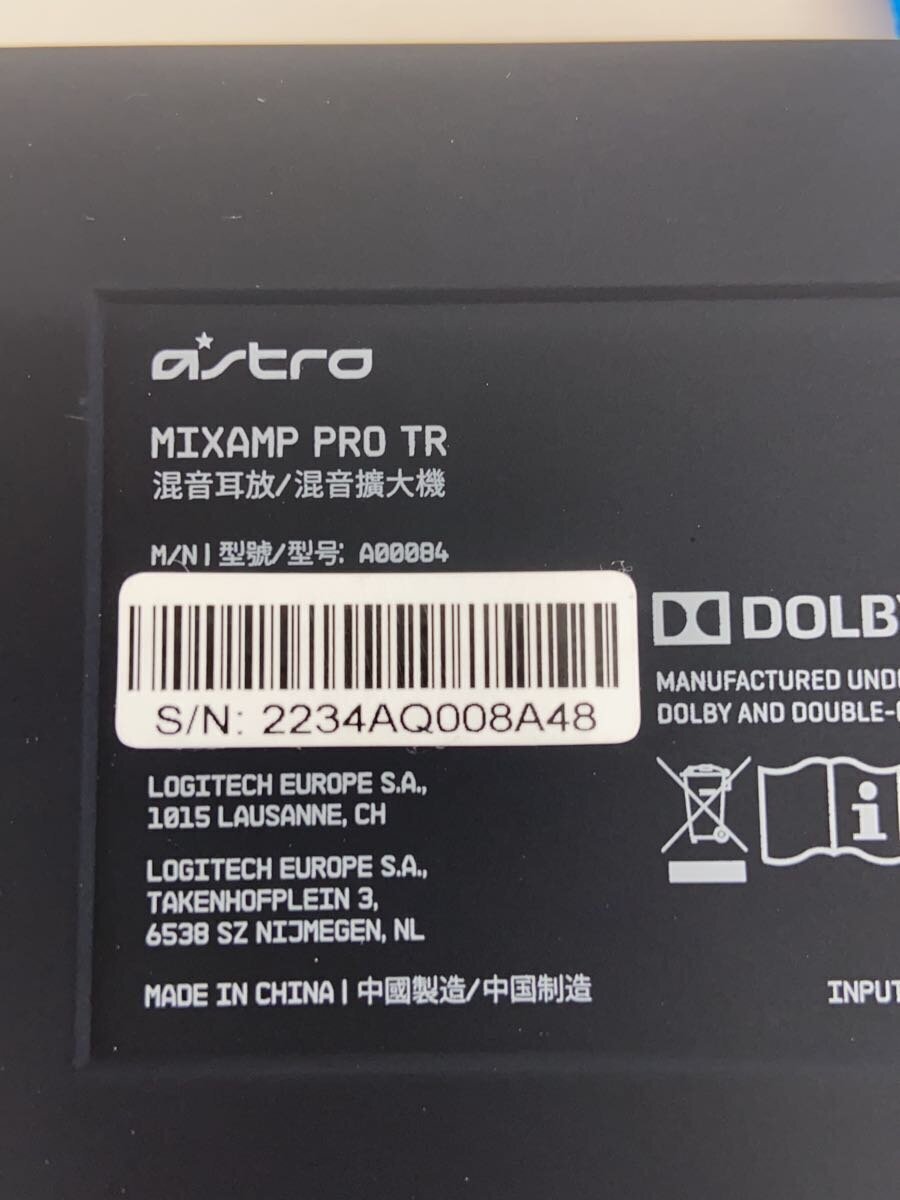 astro
MIXAMP PRO TR
混音耳放/混音擴大機
M/N | 型號/型号: A00084
S/N: 2234AQ008A48
DOLBY
MANUFACTURED
DOLBY AND DOUBLE-
LOGITECH EUROPE S.A.,
1015 LAUSANNE, CH
LOGITECH EUROPE S.A.,
TAKENHOFPLEIN 3,
6538 SZ NIJMEGEN, NL
MADE IN CHINA | 中國製造/中国制造
INPUT